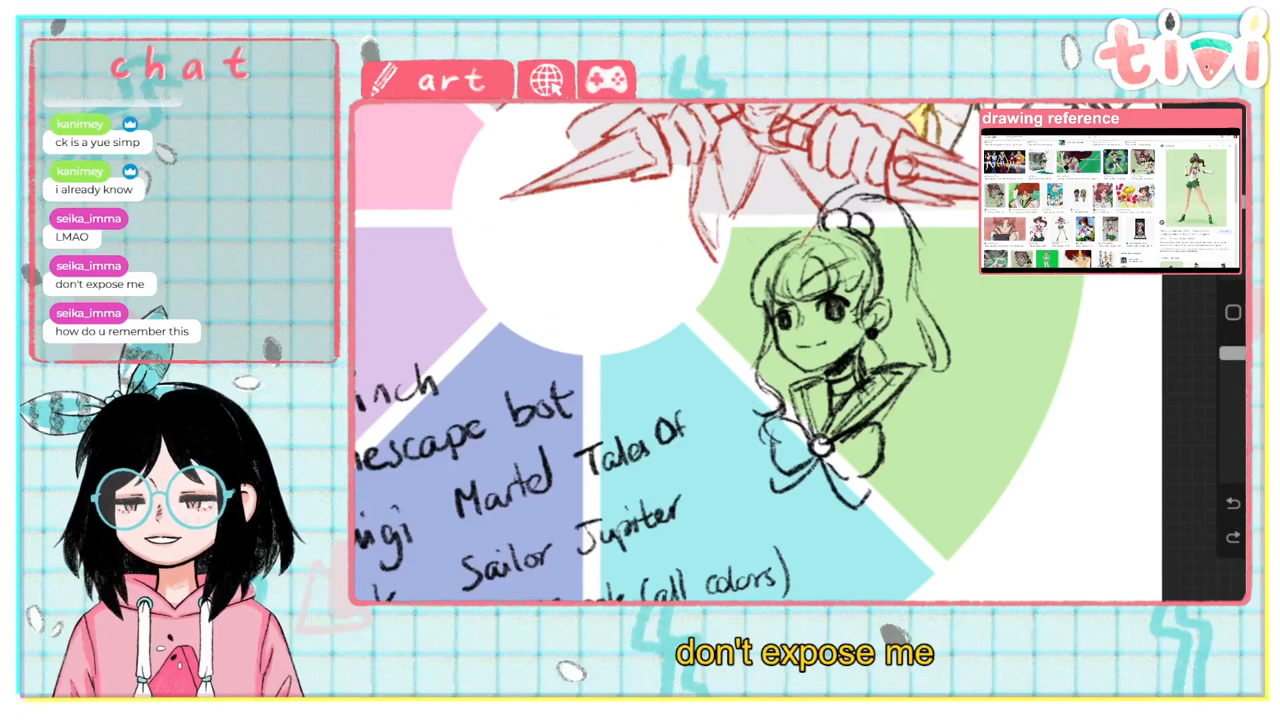 chat
kanimey
ck is a yue simp
kanimey
i already know
seika_imma
LMAO
seika_imma
don't expose me
seika_imma
how do u remember this
art
tivi
drawing reference
inch
escape bot
Martel Tales Of
igi
Sailor Jupiter
(all colors)
don't expose me